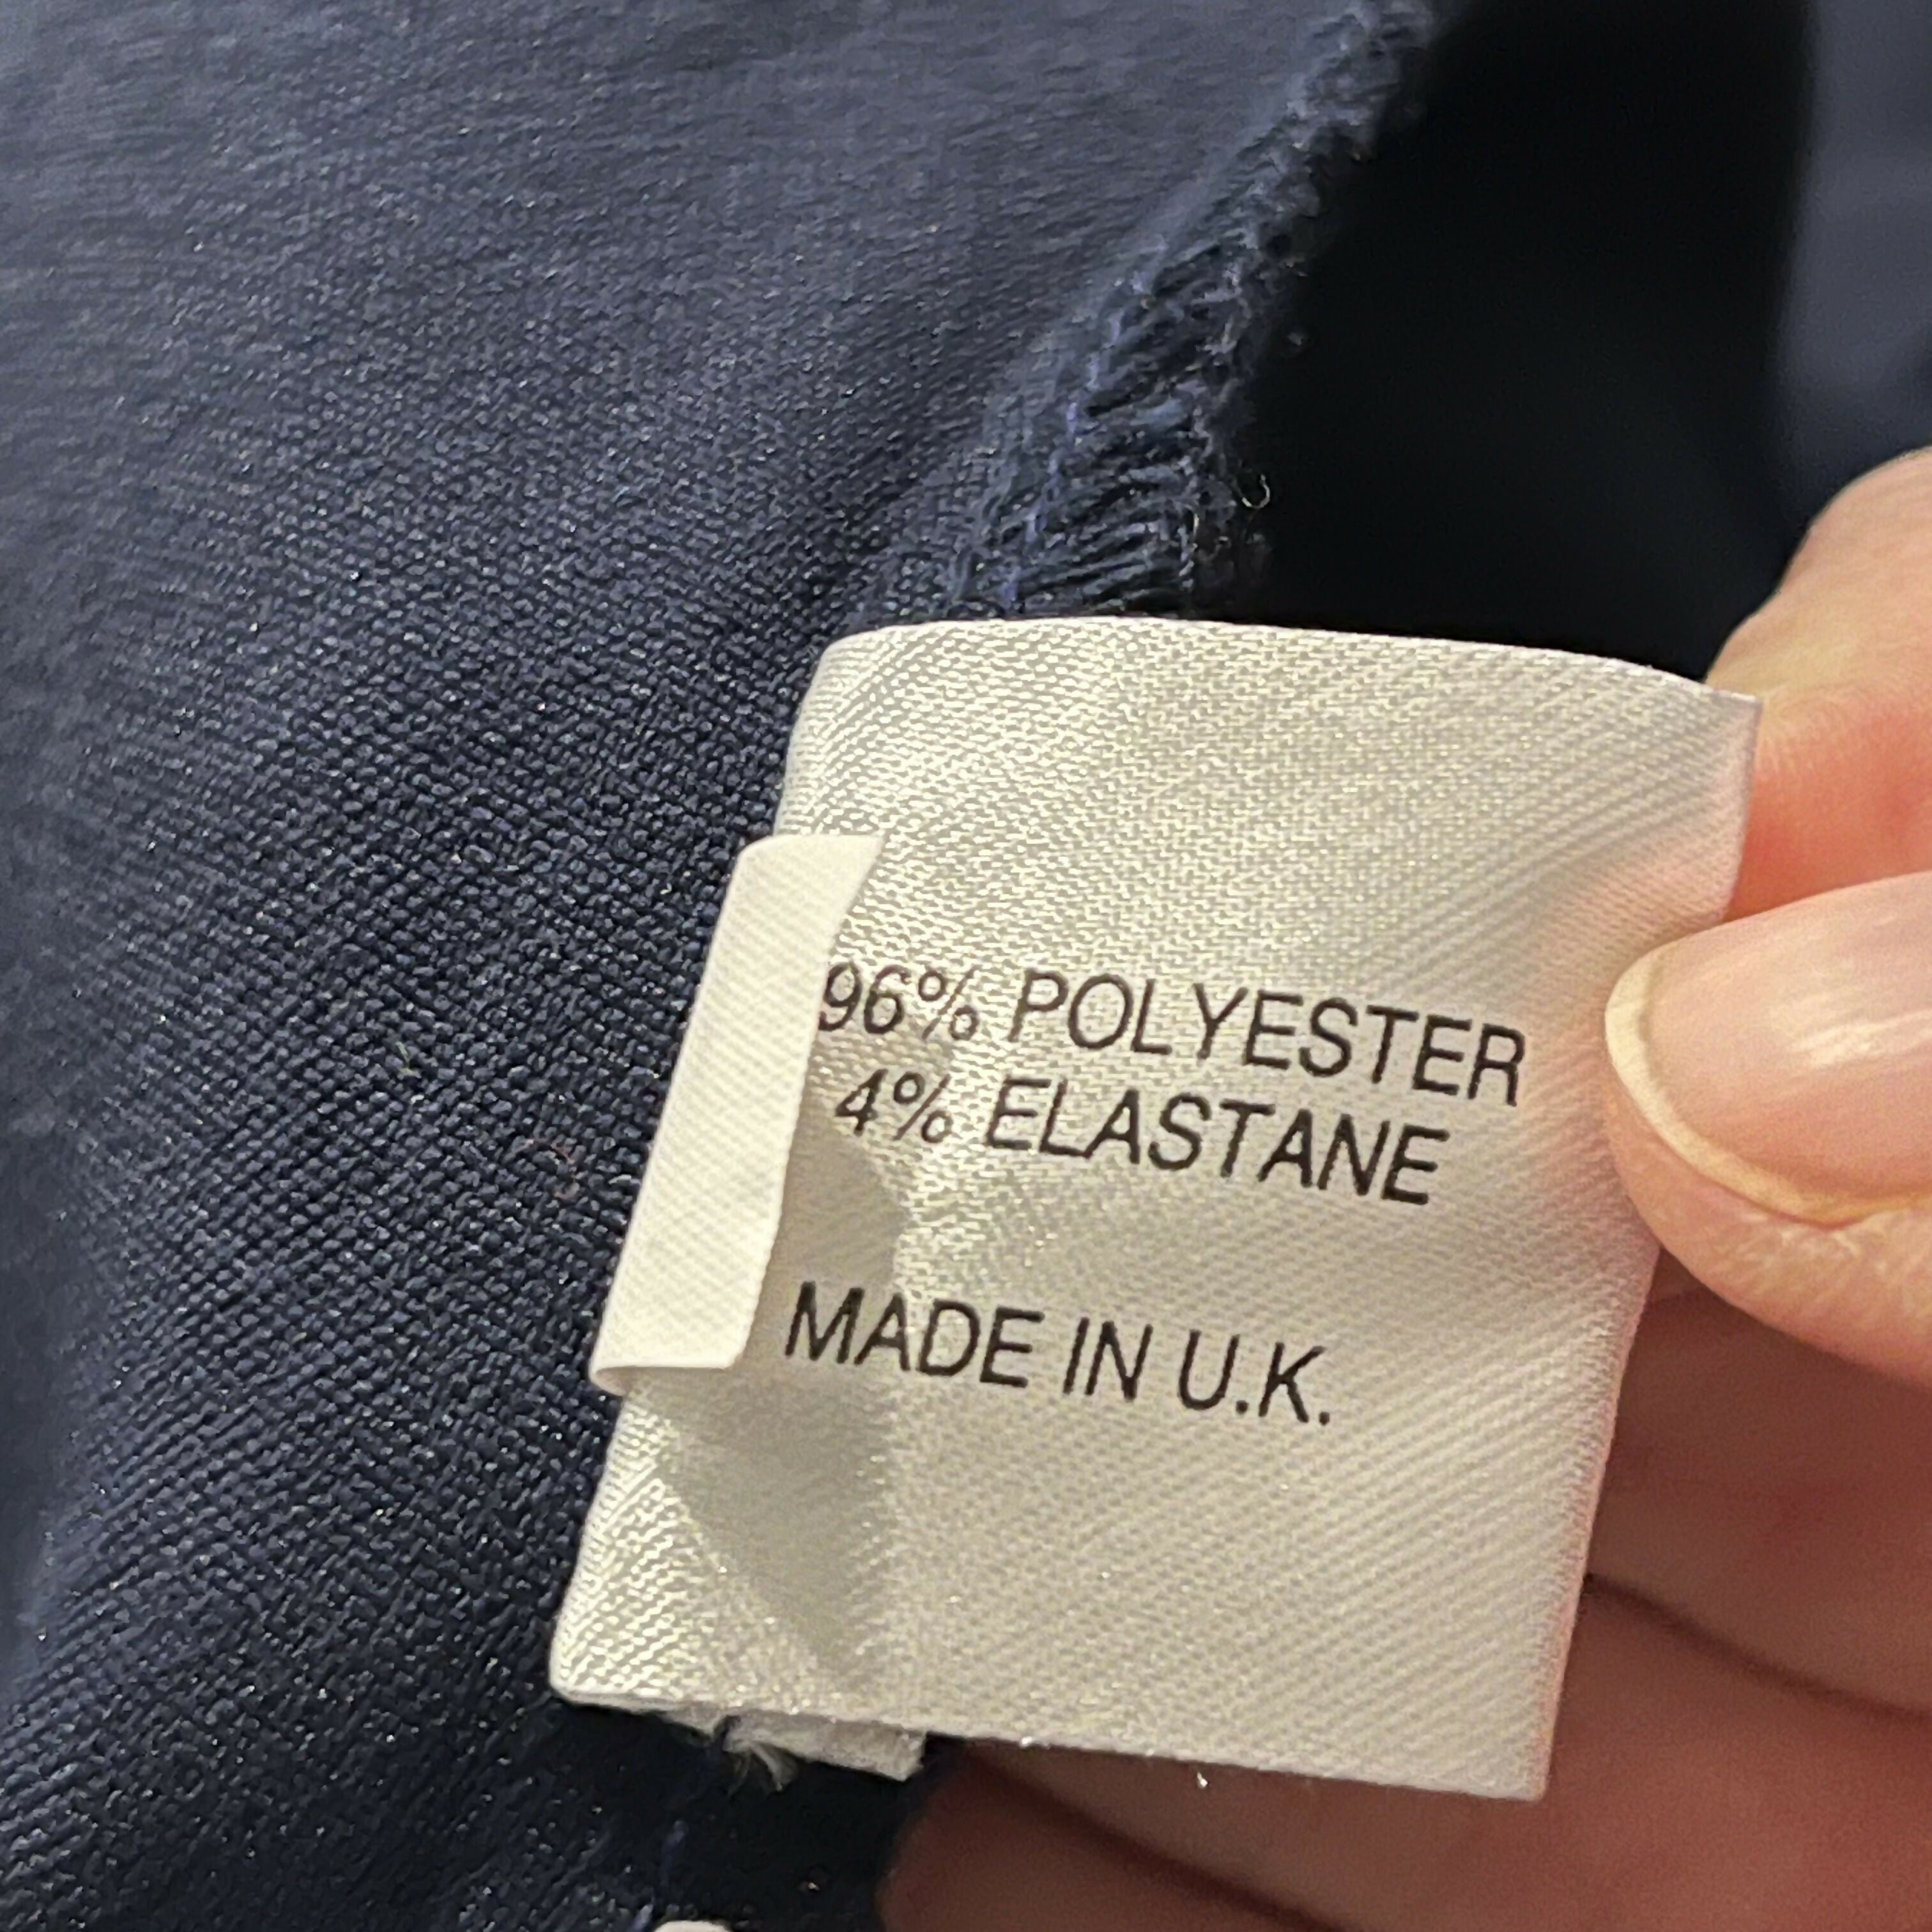 96% POLYESTER
4% ELASTANE
MADE IN U.K.